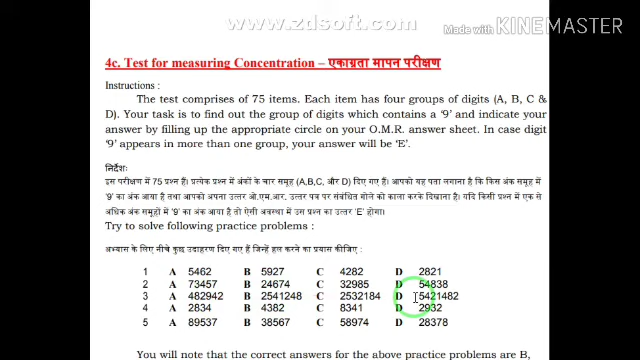 www.zdsoft.com
Made with KINEMASTER
4c. Test for measuring Concentration – एकाग्रता मापन परीक्षण
Instructions :
The test comprises of 75 items. Each item has four groups of digits (A, B, C &
D). Your task is to find out the group of digits which contains a '9' and indicate your
answer by filling up the appropriate circle on your O.M.R. answer sheet. In case digit
'9' appears in more than one group, your answer will be 'E'.
निर्देशः
इस परीक्षण में 75 प्रश्न हैं। प्रत्येक प्रश्न में अंकों के चार समूह (A,B,C और D) दिए गए हैं। आपको यह पता लगाना है कि किस अंक समूह में
'9' का अंक आया है तथा आपको अपना उत्तर ओ.एम.आर. उत्तर पत्र पर संबंधित गोले को काला करके दिखाना है। यदि किसी प्रश्न में एक से
अधिक अंक समूहों में '9' का अंक आया है तो ऐसी अवस्था में उस प्रश्न का उत्तर 'E' होगा।
Try to solve following practice problems :
अभ्यास के लिए नीचे कुछ उदाहरण दिए गए हैं जिन्हें हल करने का प्रयास कीजिए :
1 A 5462 B 5927 C 4282 D 2821
2 A 73457 B 24674 C 32985 D 54838
3 A 482942 B 2541248 C 2532184 D 5421482
4 A 2834 B 4382 C 8341 D 2932
5 A 89537 B 38567 C 58974 D 28378
You will note that the correct answers for the above practice problems are B,